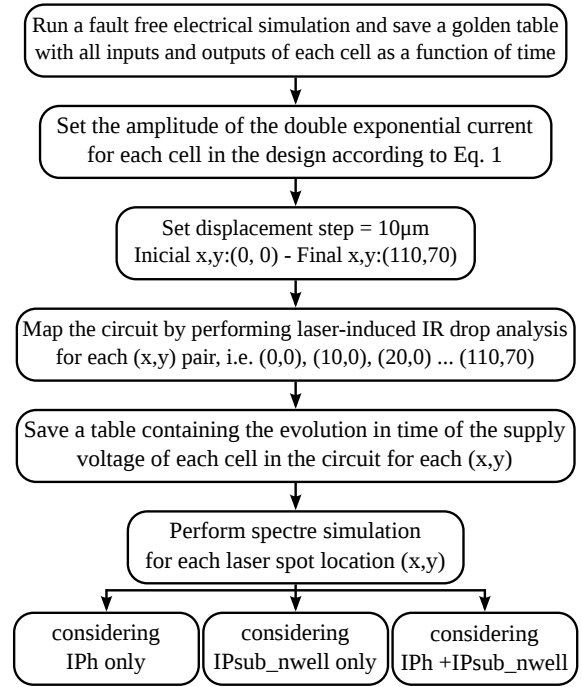 Run a fault free electrical simulation and save a golden table
with all inputs and outputs of each cell as a function of time
Set the amplitude of the double exponential current
for each cell in the design according to Eq. 1
Set displacement step = 10μm
Inicial x,y:(0, 0) - Final x,y:(110,70)
Map the circuit by performing laser-induced IR drop analysis
for each (x,y) pair, i.e. (0,0), (10,0), (20,0) ... (110,70)
Save a table containing the evolution in time of the supply
voltage of each cell in the circuit for each (x,y)
Perform spectre simulation
for each laser spot location (x,y)
considering
IPh only
considering
IPsub_nwell only
considering
IPh +IPsub_nwell